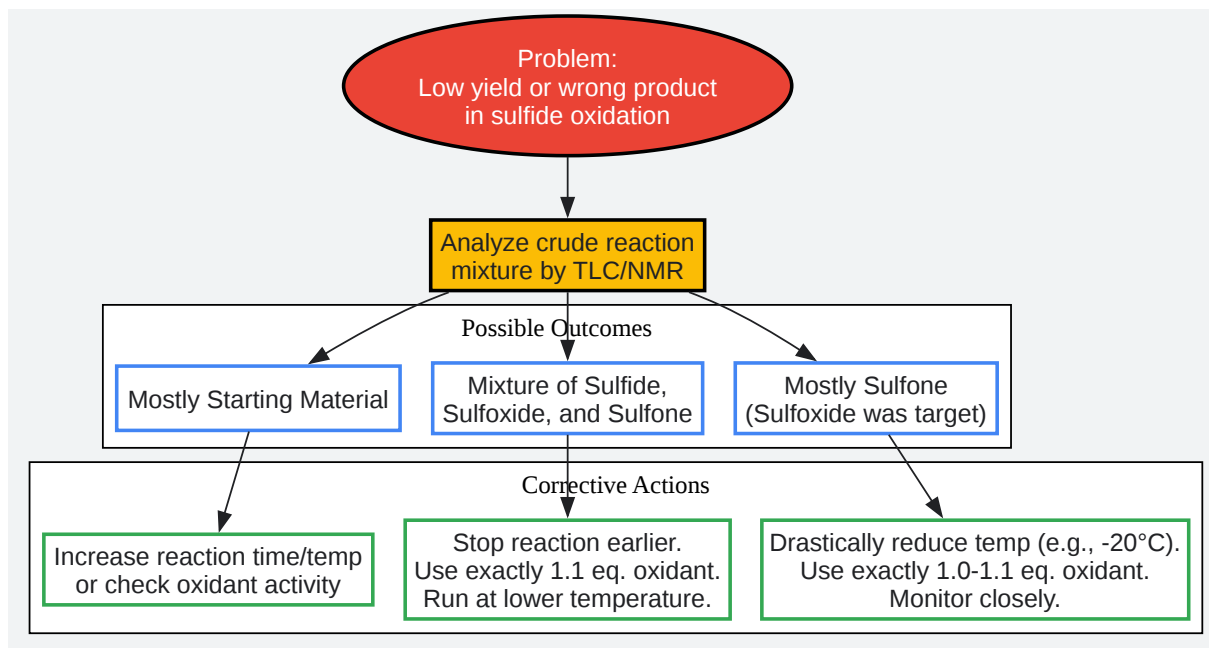 Problem:
Low yield or wrong product
in sulfide oxidation
Analyze crude reaction
mixture by TLC/NMR
Possible Outcomes
Mostly Starting Material
Mixture of Sulfide,
Sulfoxide, and Sulfone
Mostly Sulfone
(Sulfoxide was target)
Corrective Actions
Increase reaction time/temp
or check oxidant activity
Stop reaction earlier.
Use exactly 1.1 eq. oxidant.
Run at lower temperature.
Drastically reduce temp (e.g., -20°C).
Use exactly 1.0-1.1 eq. oxidant.
Monitor closely.